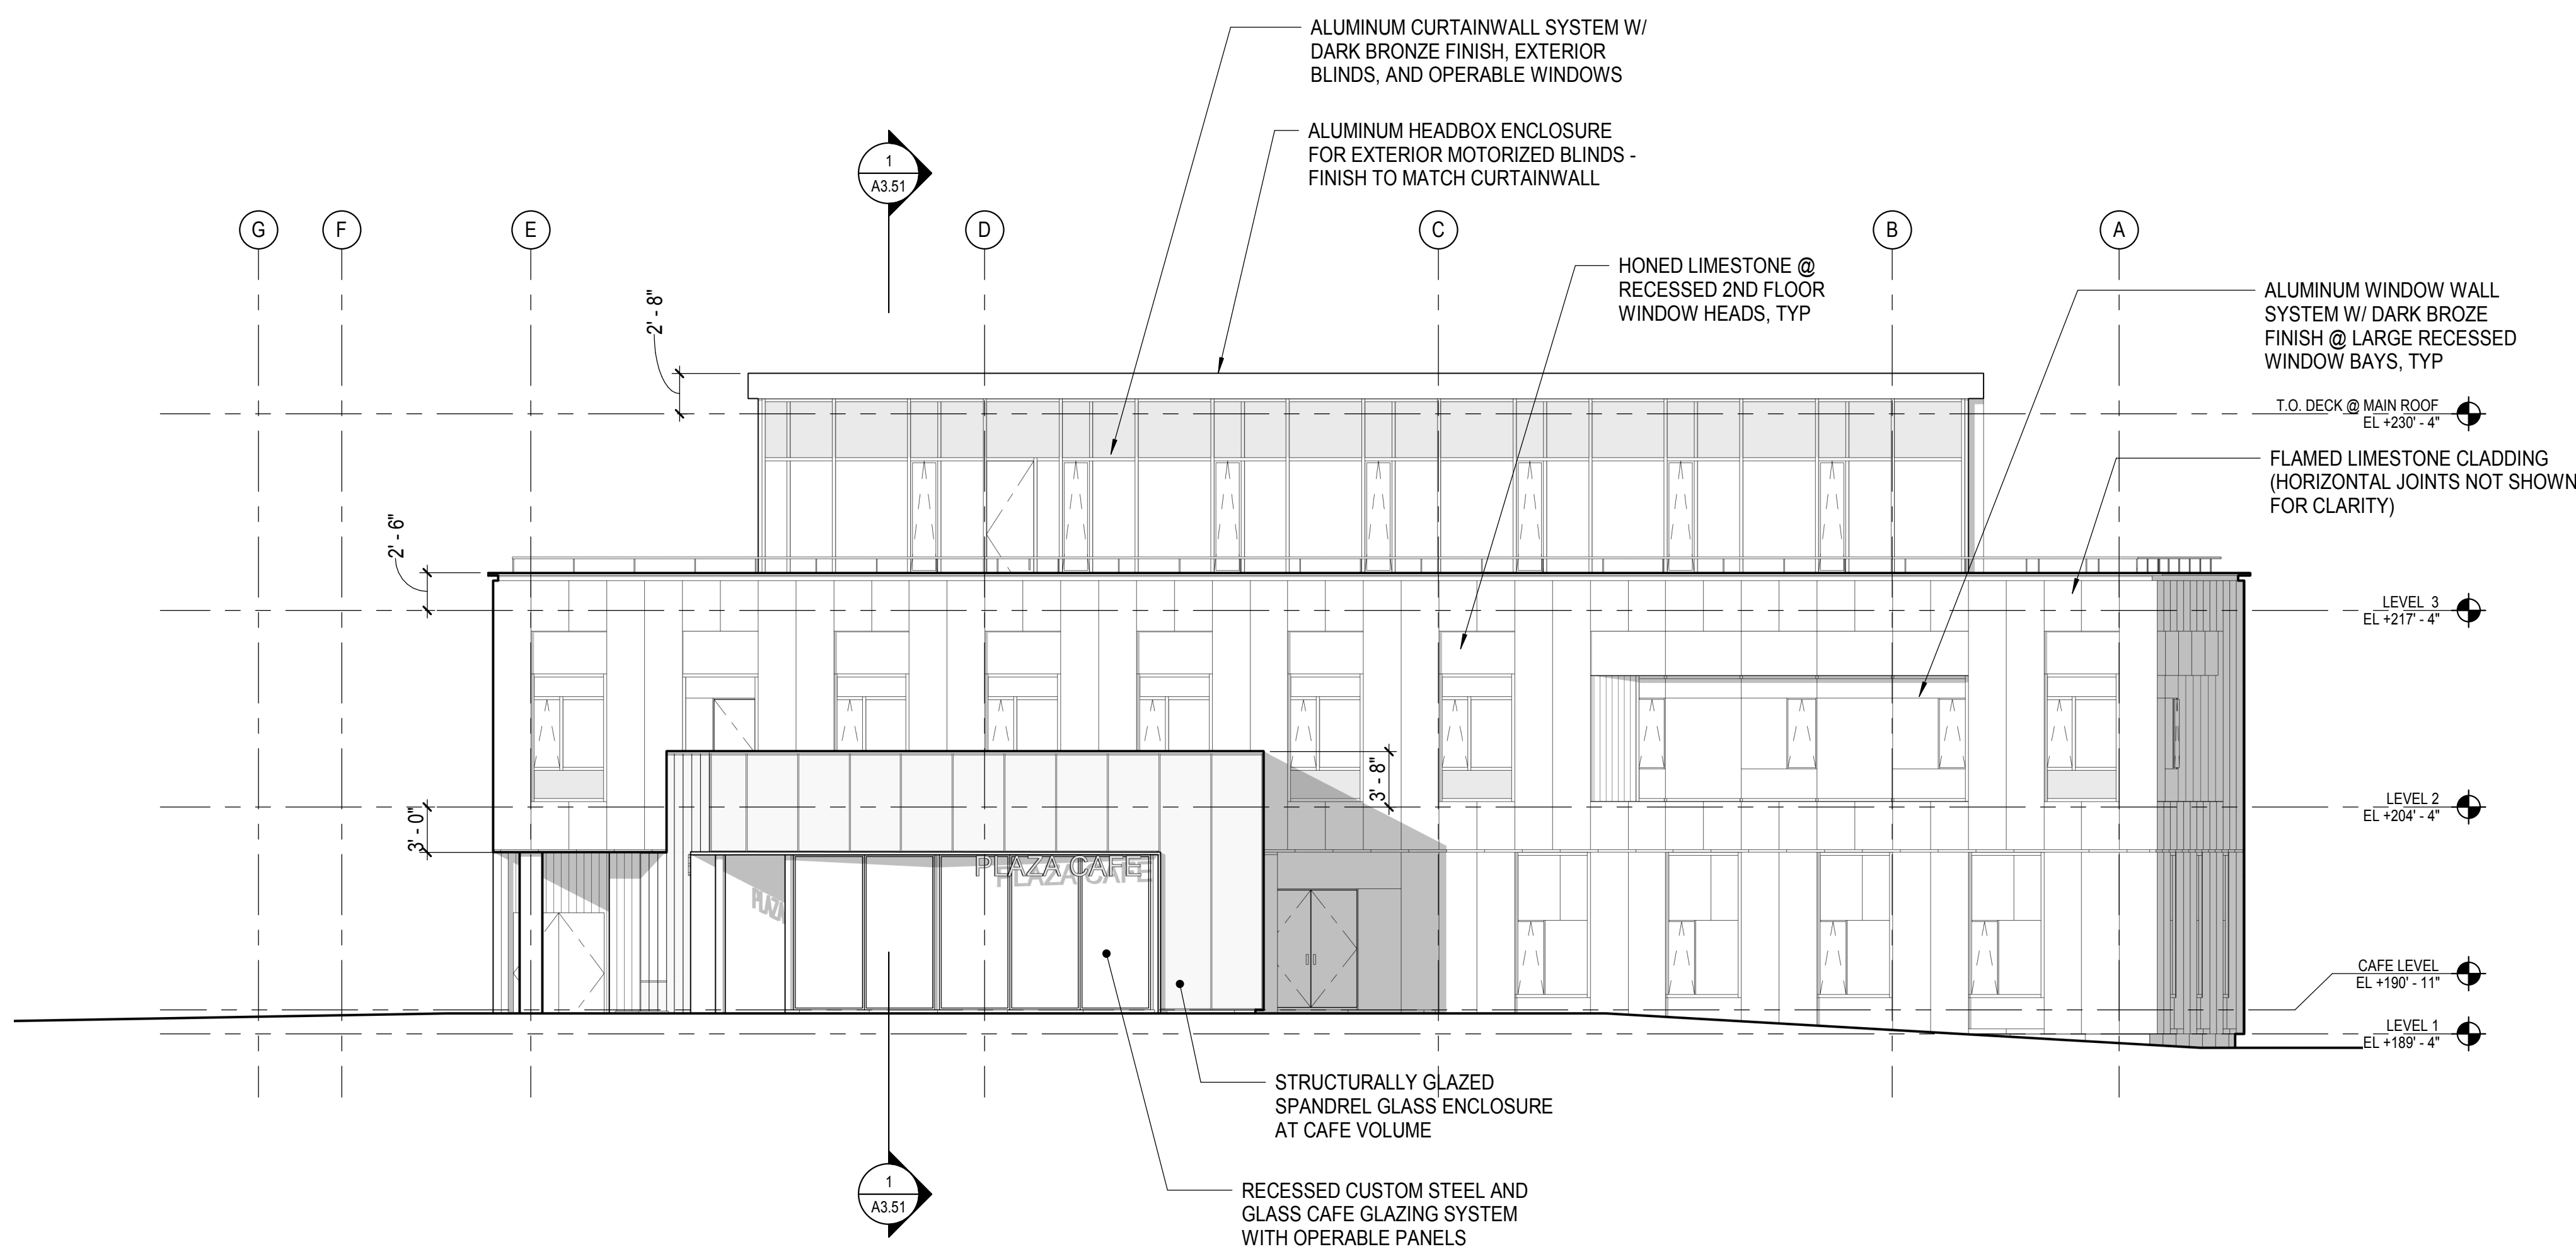 ALUMINUM CURTAINWALL SYSTEM W/
DARK BRONZE FINISH, EXTERIOR
BLINDS, AND OPERABLE WINDOWS
ALUMINUM HEADBOX ENCLOSURE
FOR EXTERIOR MOTORIZED BLINDS -
FINISH TO MATCH CURTAINWALL
1
A3.51
G
F
E
D
C
B
A
HONED LIMESTONE @
RECESSED 2ND FLOOR
WINDOW HEADS, TYP
ALUMINUM WINDOW WALL
SYSTEM W/ DARK BROZE
FINISH @ LARGE RECESSED
WINDOW BAYS, TYP
2' - 8"
T.O. DECK @ MAIN ROOF
EL +230' - 4"
FLAMED LIMESTONE CLADDING
(HORIZONTAL JOINTS NOT SHOWN
FOR CLARITY)
2' - 6"
LEVEL 3
EL +217' - 4"
3' - 8"
LEVEL 2
EL +204' - 4"
3' - 0"
PLAZA CAFE
CAFE LEVEL
EL +190' - 11"
LEVEL 1
EL +189' - 4"
STRUCTURALLY GLAZED
SPANDREL GLASS ENCLOSURE
AT CAFE VOLUME
1
A3.51
RECESSED CUSTOM STEEL AND
GLASS CAFE GLAZING SYSTEM
WITH OPERABLE PANELS